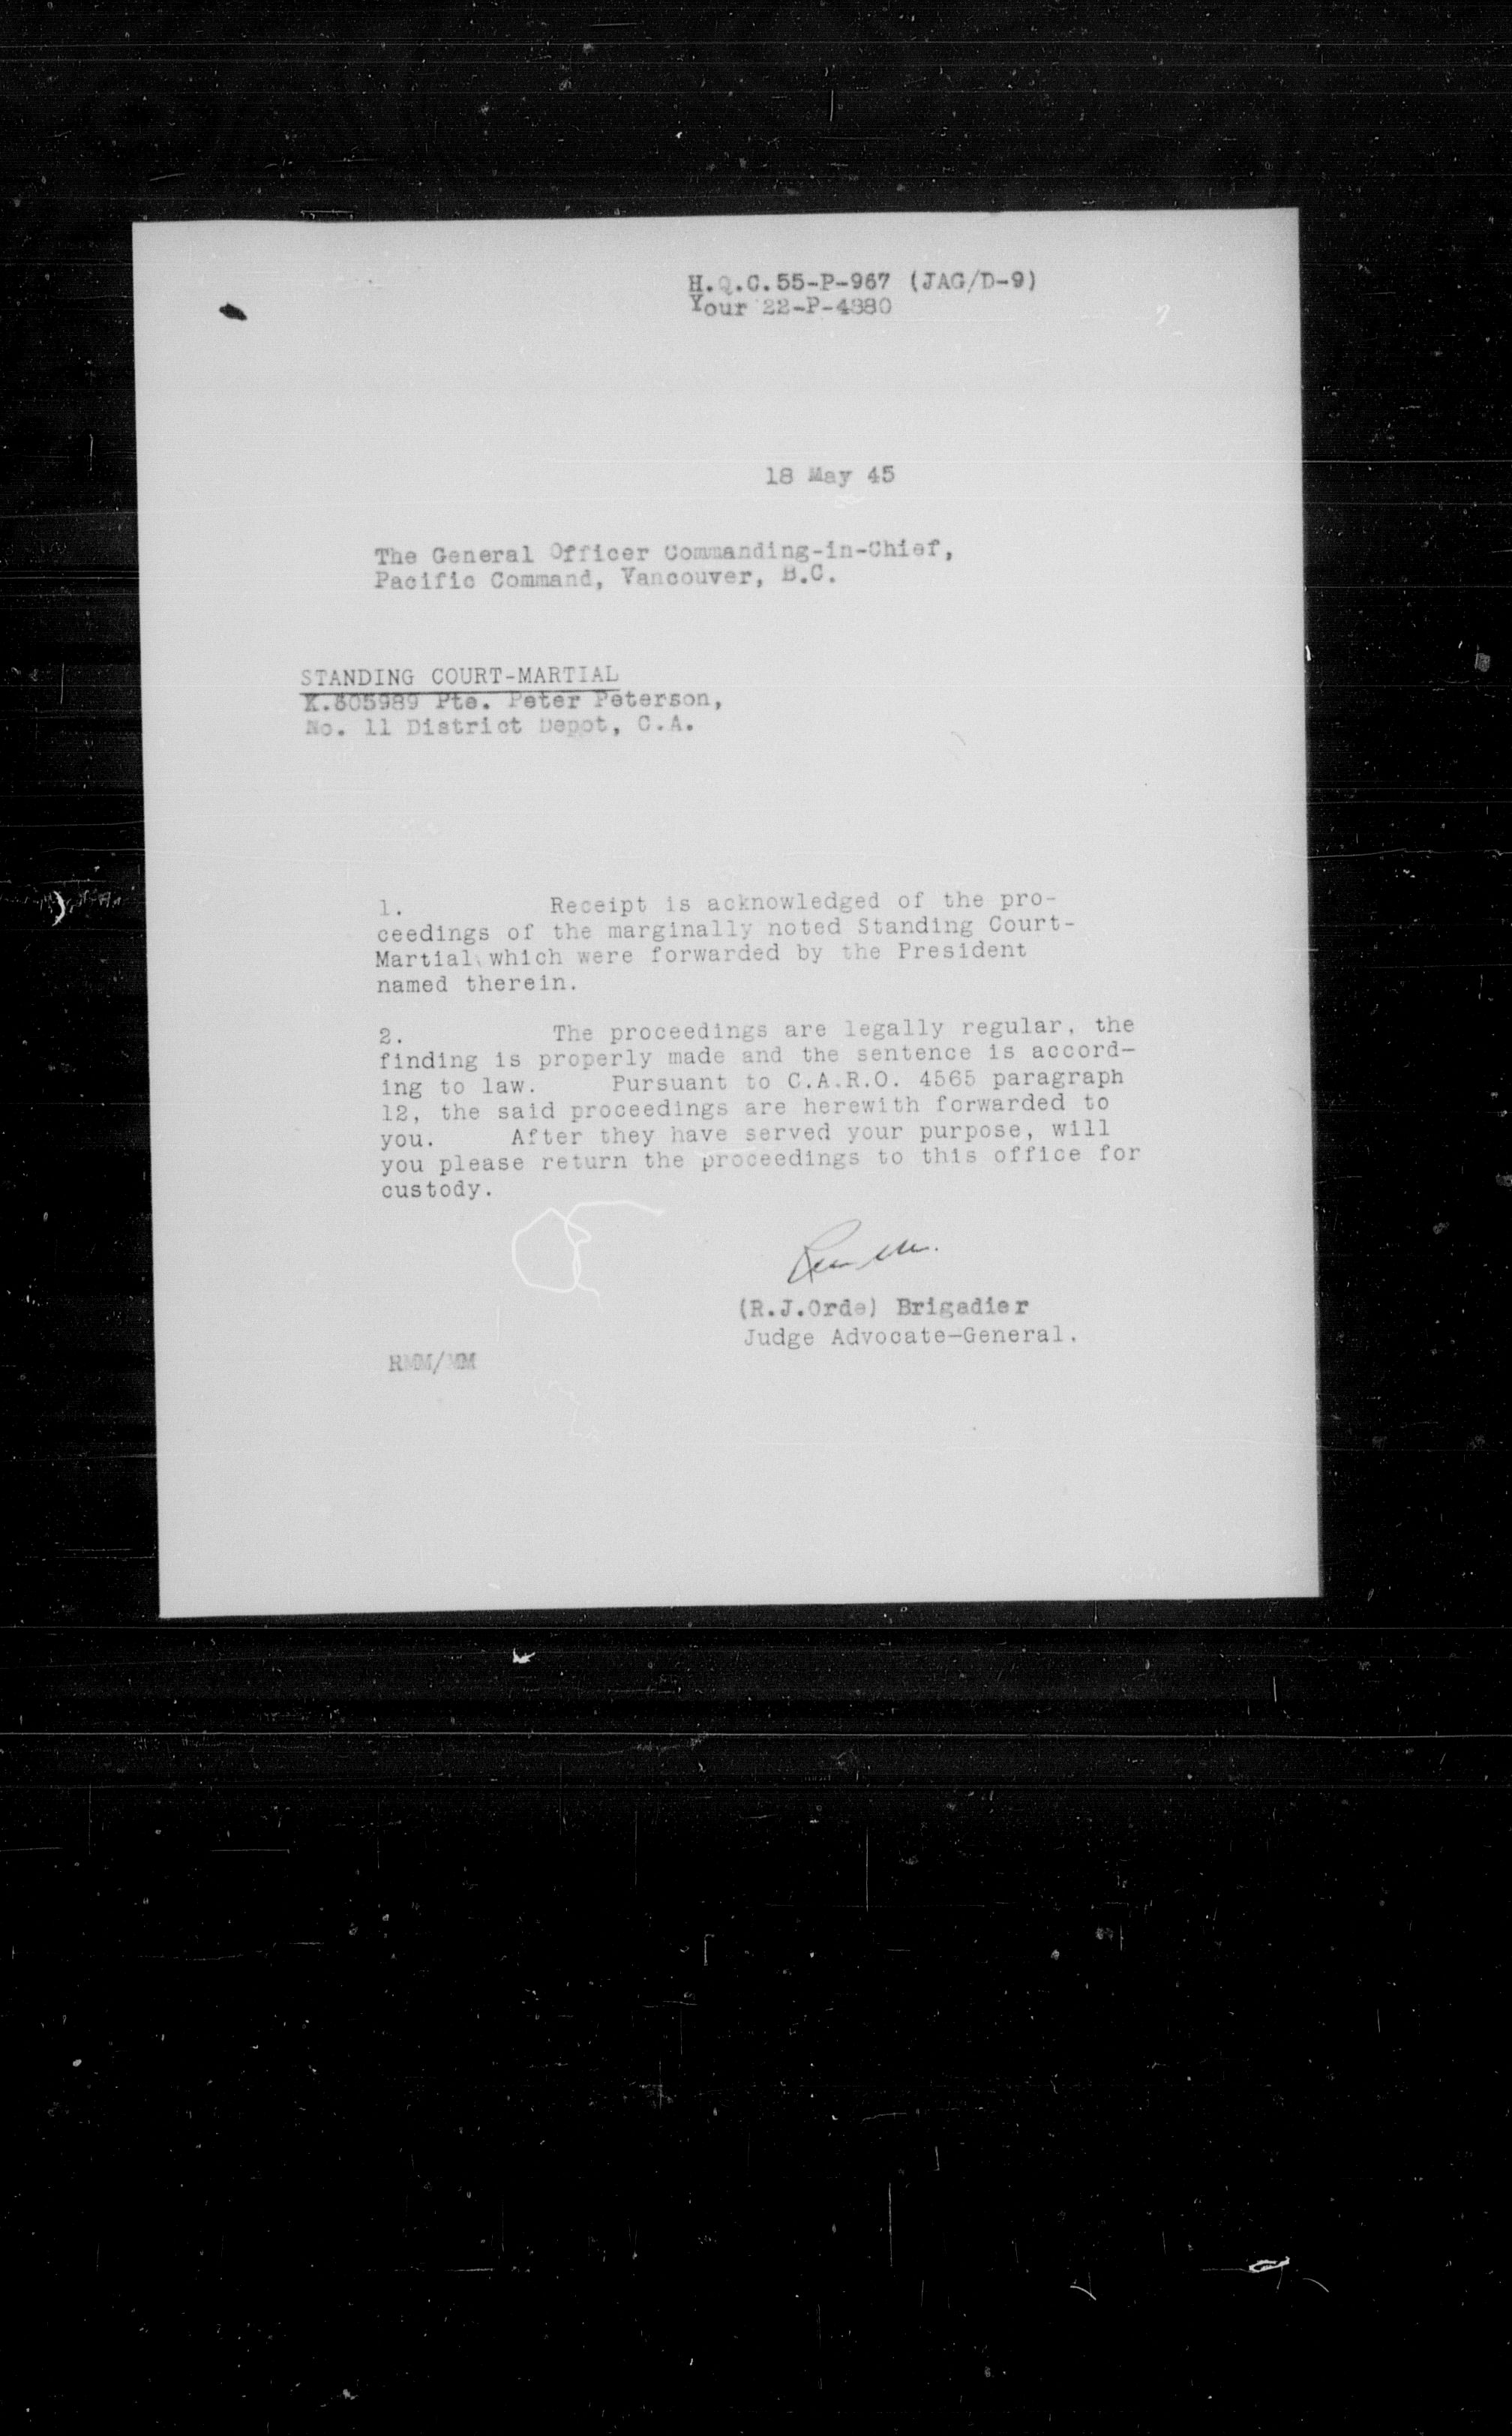 H.Q.C.55-P-967 (JAG/D-9)
Your 22-P-4880
18 May 45
The General Officer Commanding-in-Chief,
Pacific Command, Vancouver, B.C.
STANDING COURT-MARTIAL
K.605989 Pte. Peter Peterson,
No. 11 District Depot, C.A.
1. Receipt is acknowledged of the pro-
ceedings of the marginally noted Standing Court-
Martial which were forwarded by the President
named therein.
2. The proceedings are legally regular, the
finding is properly made and the sentence is accord-
ing to law. Pursuant to C.A.R.O. 4565 paragraph
12, the said proceedings are herewith forwarded to
you. After they have served your purpose, will
you please return the proceedings to this office for
custody.
(R.J.Orde) Brigadier
Judge Advocate-General.
RMM/MM